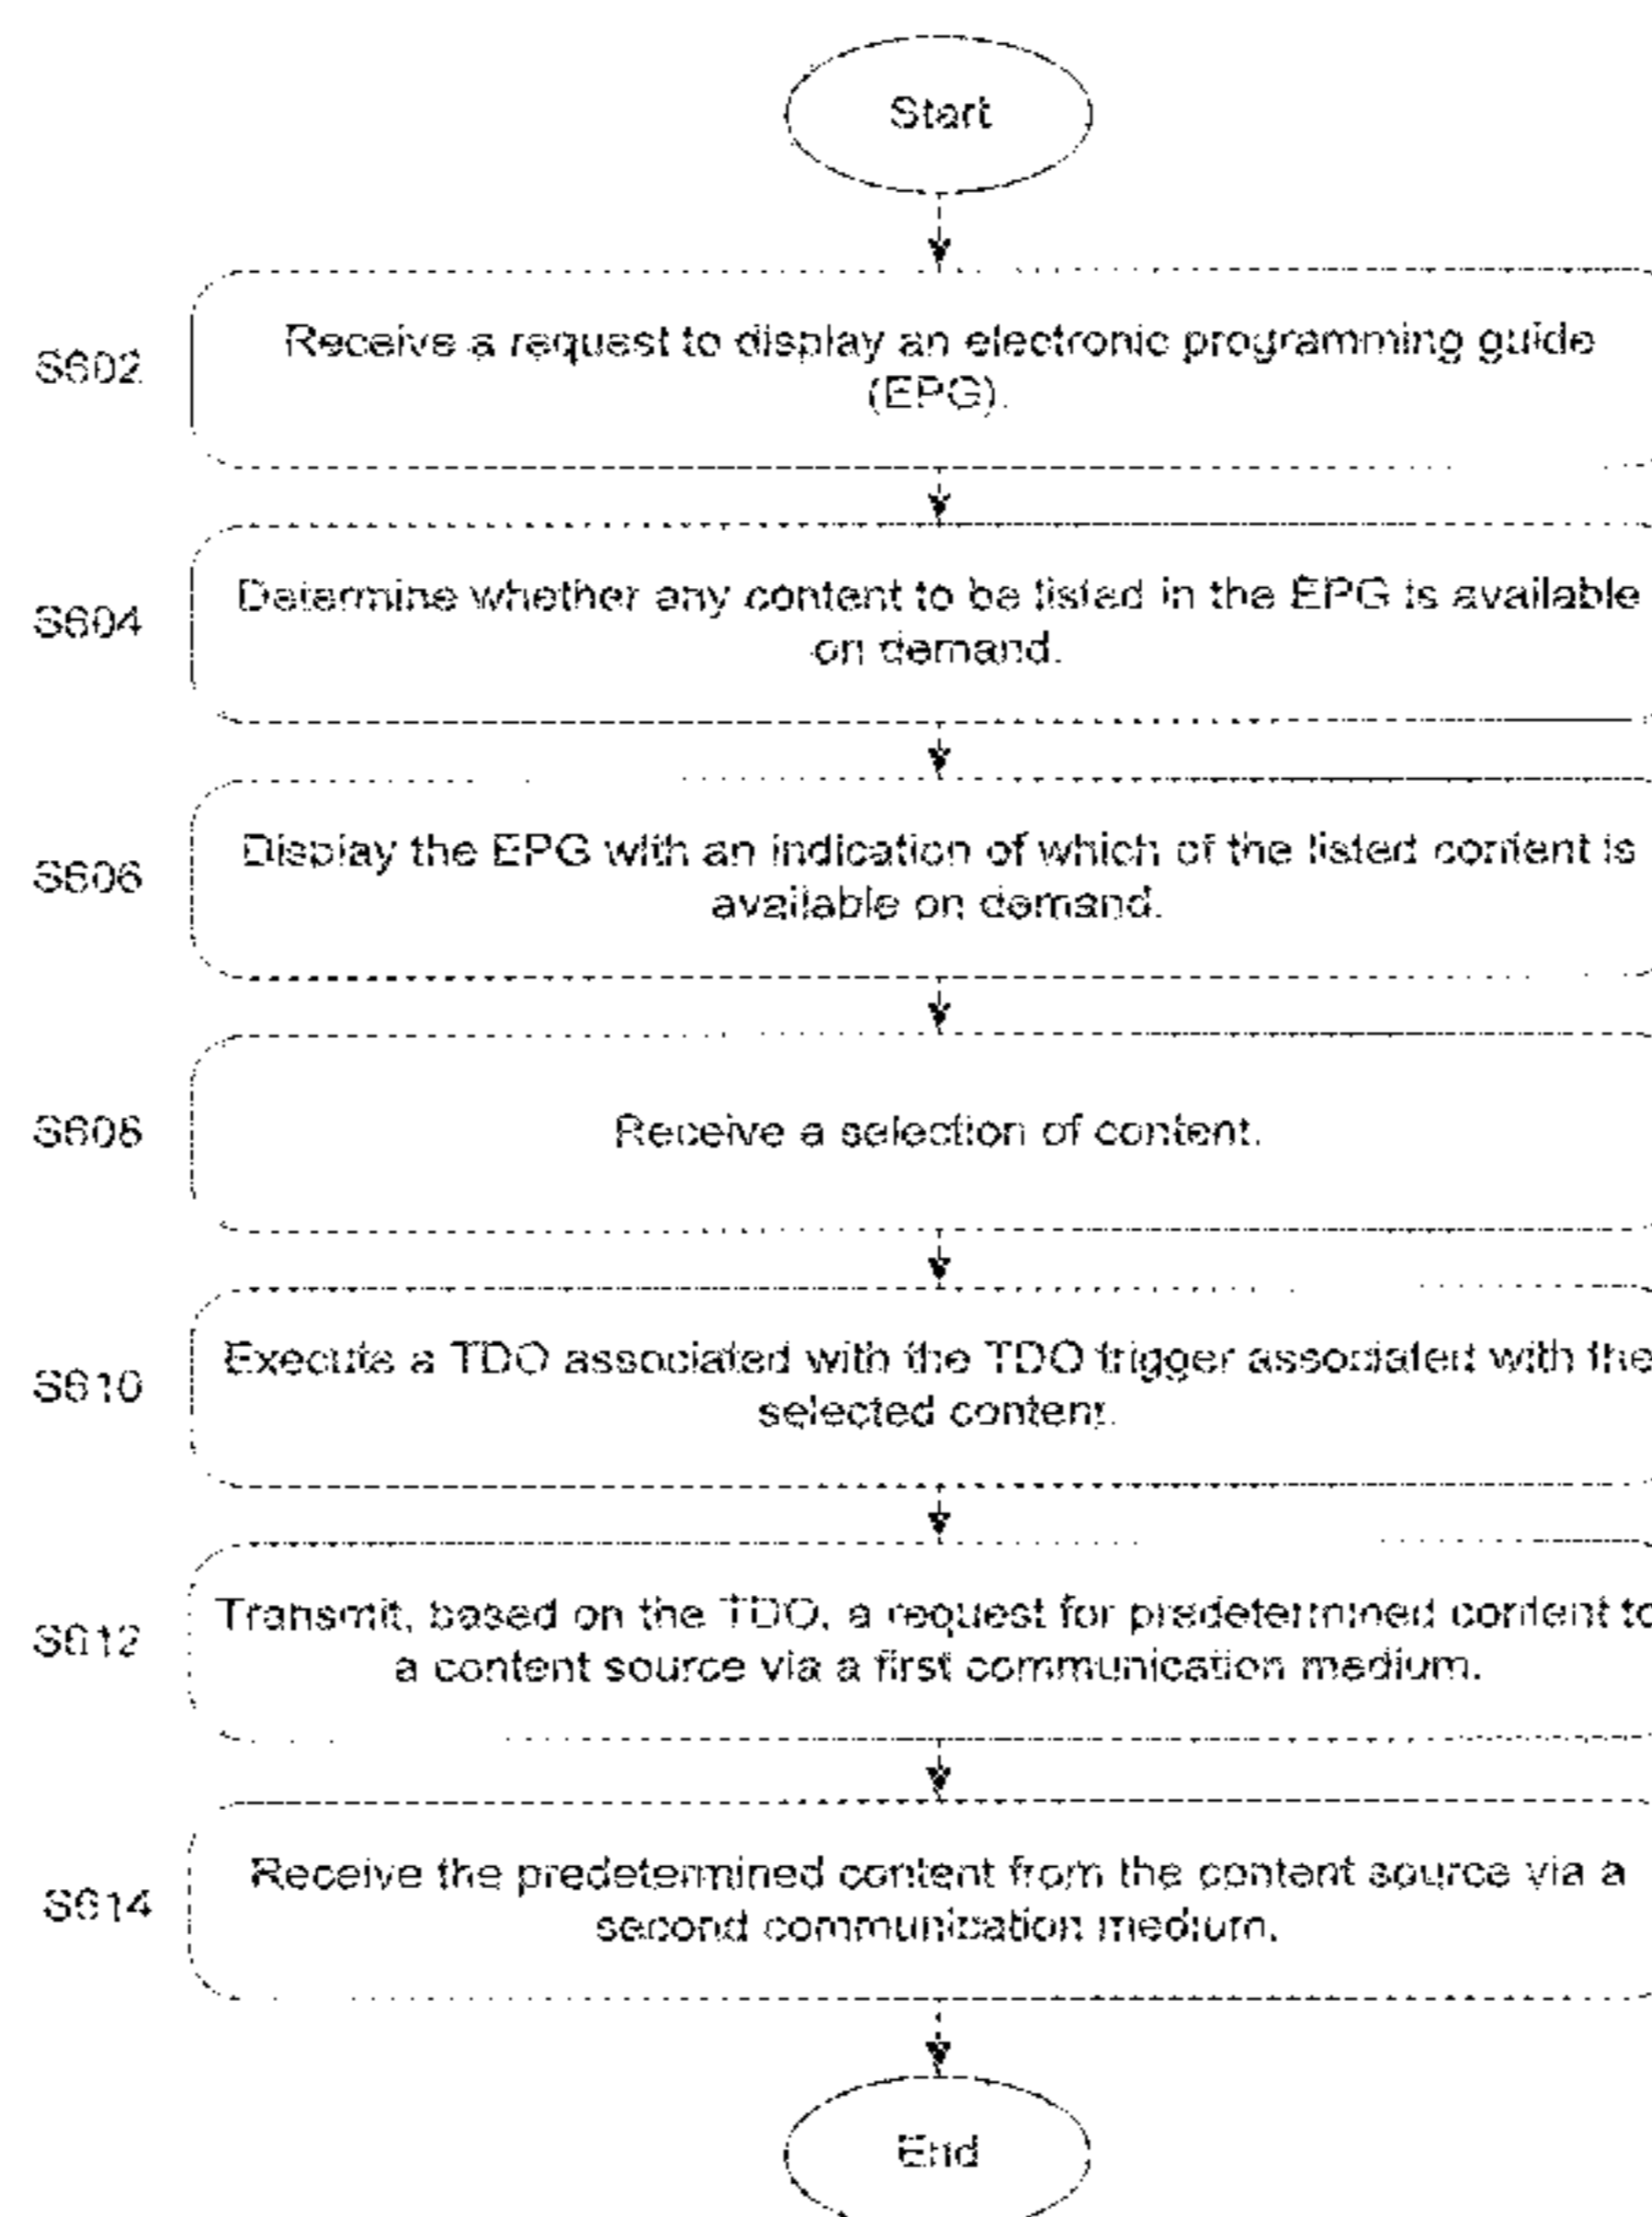 Start
S602
Receive a request to display an electronic programming guide
(EPG).
S604
Determine whether any content to be listed in the EPG is available
on demand.
S606
Display the EPG with an indication of which of the listed content is
available on demand.
S608
Receive a selection of content.
S610
Execute a TDO associated with the TDO trigger associated with the
selected content.
S612
Transmit, based on the TDO, a request for predetermined content to
a content source via a first communication medium.
S614
Receive the predetermined content from the content source via a
second communication medium.
End